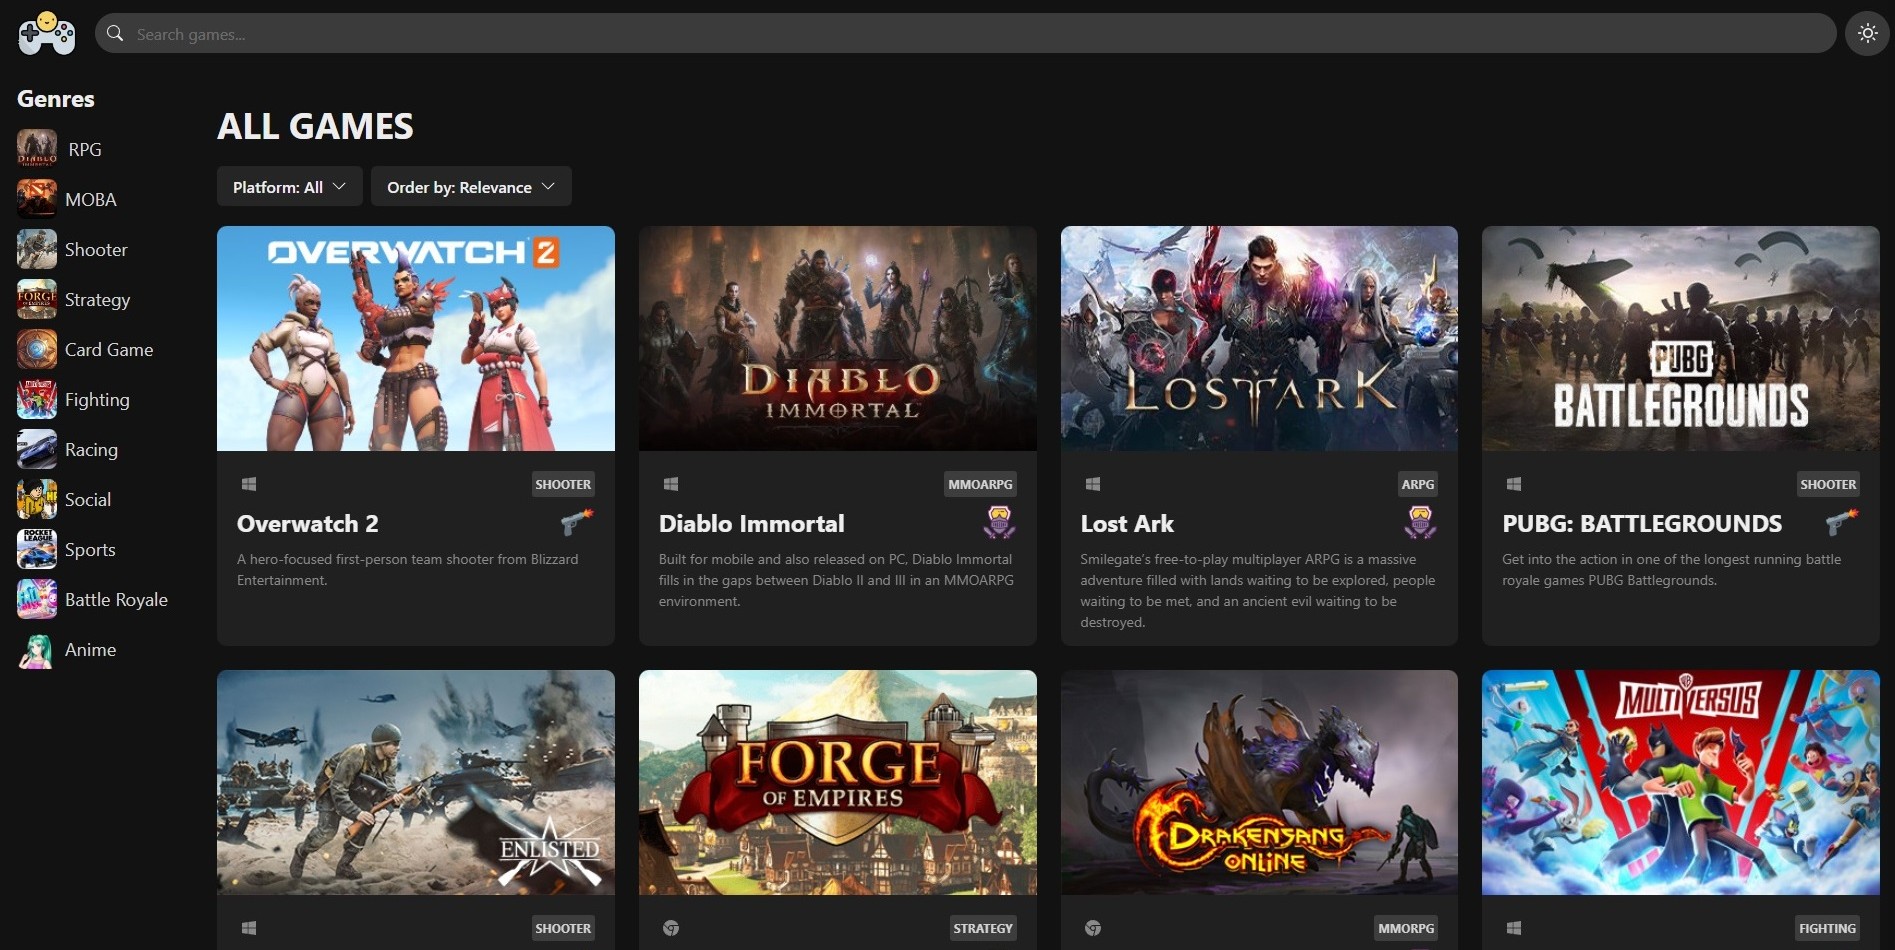 Search games...
Genres
RPG
MOBA
Shooter
Strategy
Card Game
Fighting
Racing
Social
Sports
Battle Royale
Anime
ALL GAMES
Platform: All
Order by: Relevance
OVERWATCH 2
SHOOTER
Overwatch 2
A hero-focused first-person team shooter from Blizzard
Entertainment.
DIABLO
IMMORTAL
MMOARPG
Diablo Immortal
Built for mobile and also released on PC, Diablo Immortal
fills in the gaps between Diablo II and III in an MMOARPG
environment.
LOST ARK
ARPG
Lost Ark
Smilegate’s free-to-play multiplayer ARPG is a massive
adventure filled with lands waiting to be explored, people
waiting to be met, and an ancient evil waiting to be
destroyed.
PUBG
BATTLEGROUNDS
SHOOTER
PUBG: BATTLEGROUNDS
Get into the action in one of the longest running battle
royale games PUBG Battlegrounds.
ENLISTED
SHOOTER
FORGE
OF EMPIRES
STRATEGY
DRAKENSANG
ONLINE
MMORPG
MULTIVERSUS
FIGHTING